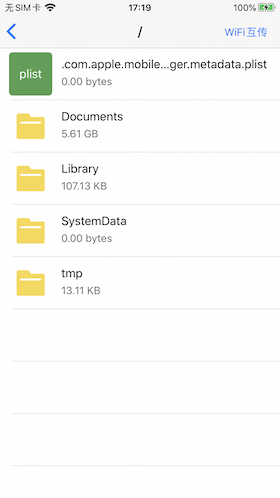 无 SIM 卡
17:19
100%
/
WiFi互传
plist
.com.apple.mobile...ger.metadata.plist
0.00 bytes
Documents
5.61 GB
Library
107.13 KB
SystemData
0.00 bytes
tmp
13.11 KB